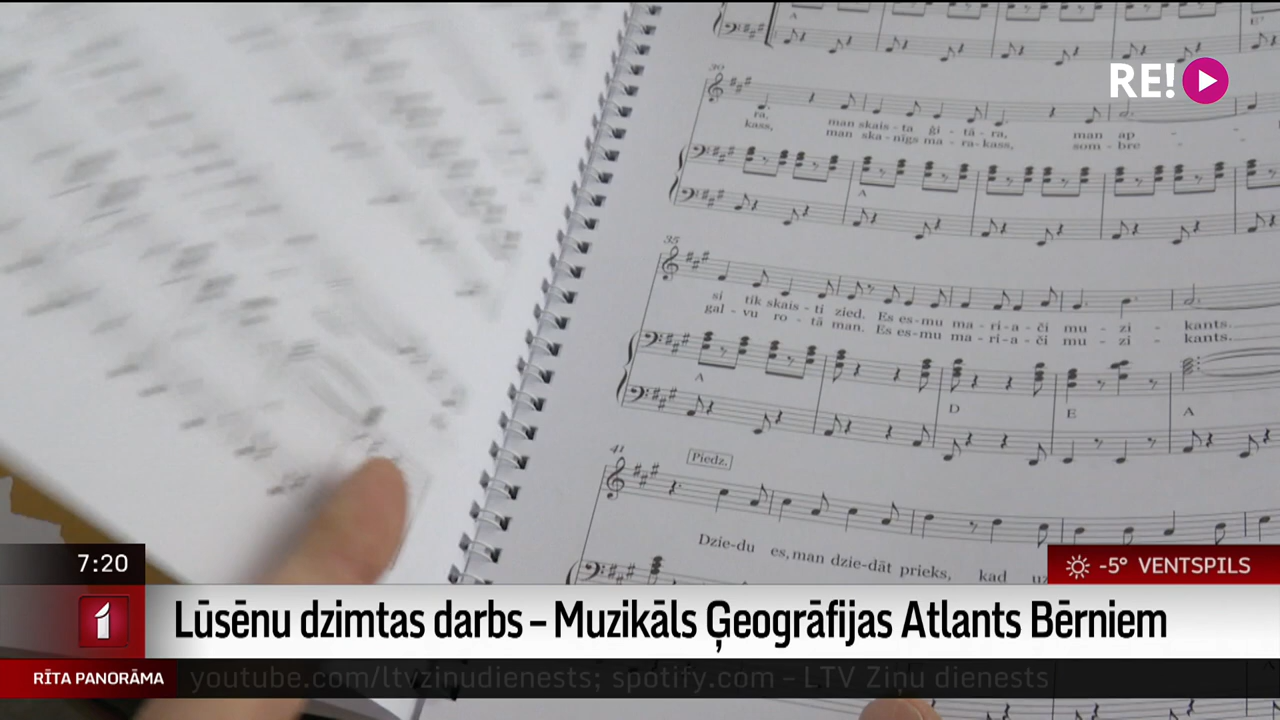 A
E⁷
RE!
30
ra, man skais - ta ģi - tā - ra, man ap - -
kass, man ska - nīgs ma - ra - kass, som - bre - -
A
35
si tik skais - ti zied. Es es - mu ma - ri - a - či mu - zi - kants.
gal - vu ro - tā man. Es es - mu ma - ri - a - či mu - zi - kants.
A D E A
41
Piedz.
Dzie - du es, man dzie - dāt prieks, kad uz
-5° VENTSPILS
7:20
1
Lūsēnu dzimtas darbs – Muzikāls Ģeogrāfijas Atlants Bērniem
RĪTA PANORĀMA
youtube.com/ltvzinudienests; spotify.com – LTV Ziņu dienests